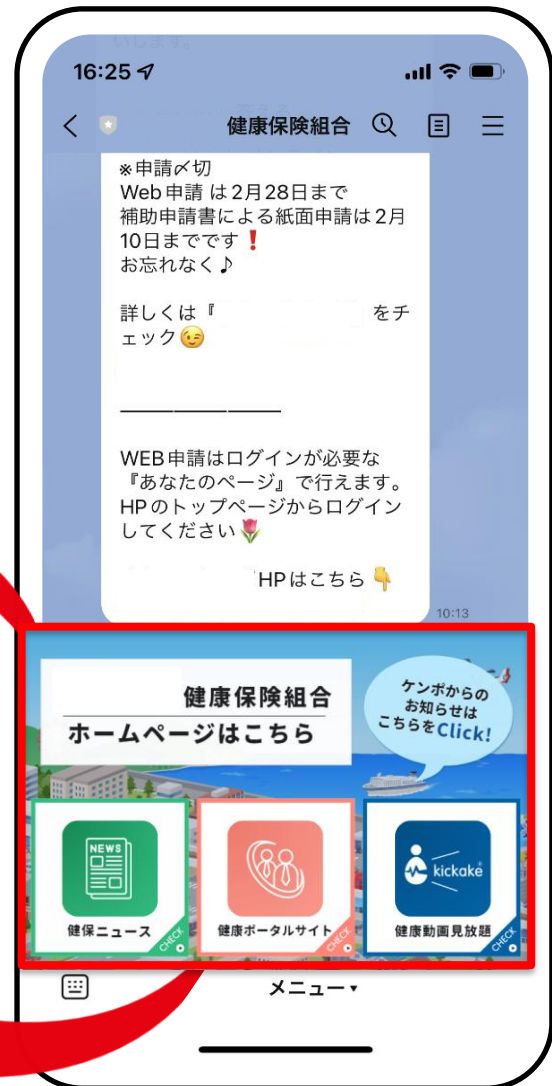 いします。
16:25
健康保険組合
※申請〆切
Web申請 は2月28日まで
補助申請書による紙面申請は2月
10日までです❗
お忘れなく♪
詳しくは『 をチ
ェック😉
WEB申請はログインが必要な
『あなたのページ』で行えます。
HPのトップページからログイン
してください🌷
HPはこちら👇
10:13
健康保険組合
ホームページはこちら
ケンポからの
お知らせは
こちらをClick!
NEWS
健保ニュース
CHECK
健康ポータルサイト
CHECK
kickake
健康動画見放題
CHECK
メニュー▾